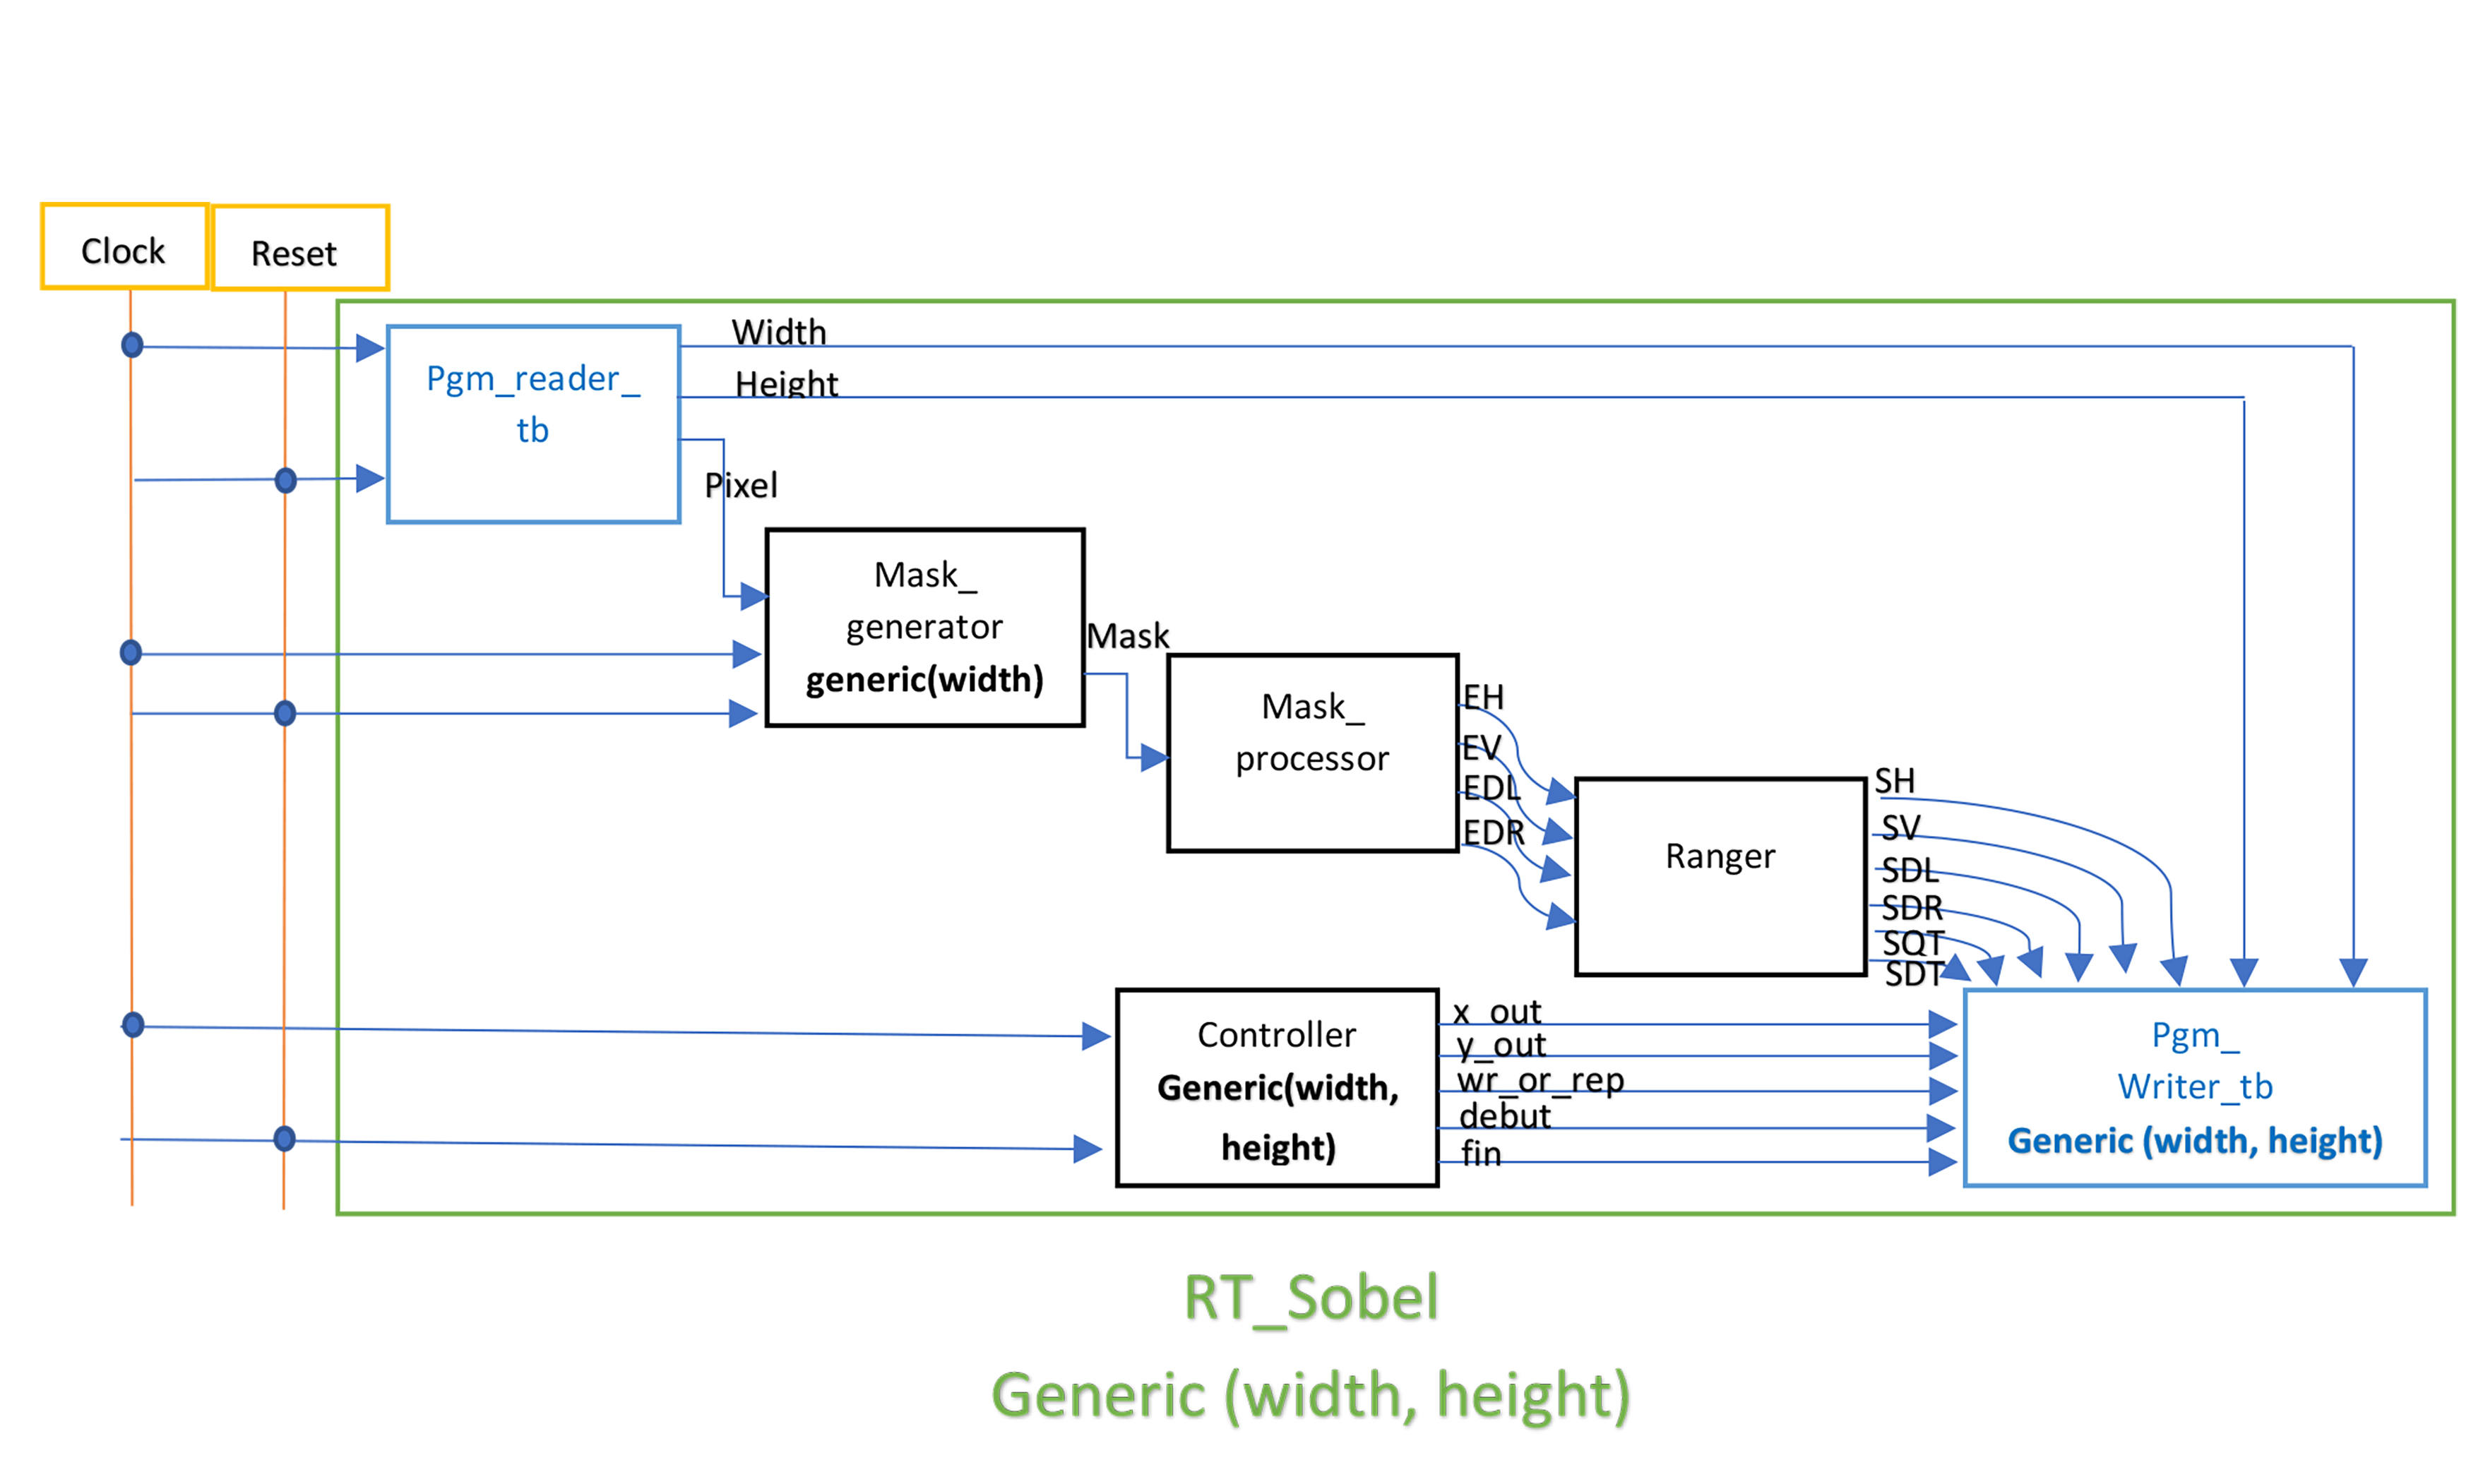 Clock
Reset
Width
Height
Pgm_reader_
tb
Pixel
Mask_
generator
generic(width)
Mask
Mask_
processor
EH
EV
EDL
EDR
Ranger
SH
SV
SDL
SDR
SQT
SDT
Controller
Generic(width,
height)
x_out
y_out
wr_or_rep
debut
fin
Pgm_
Writer_tb
Generic (width, height)
RT_Sobel
Generic (width, height)